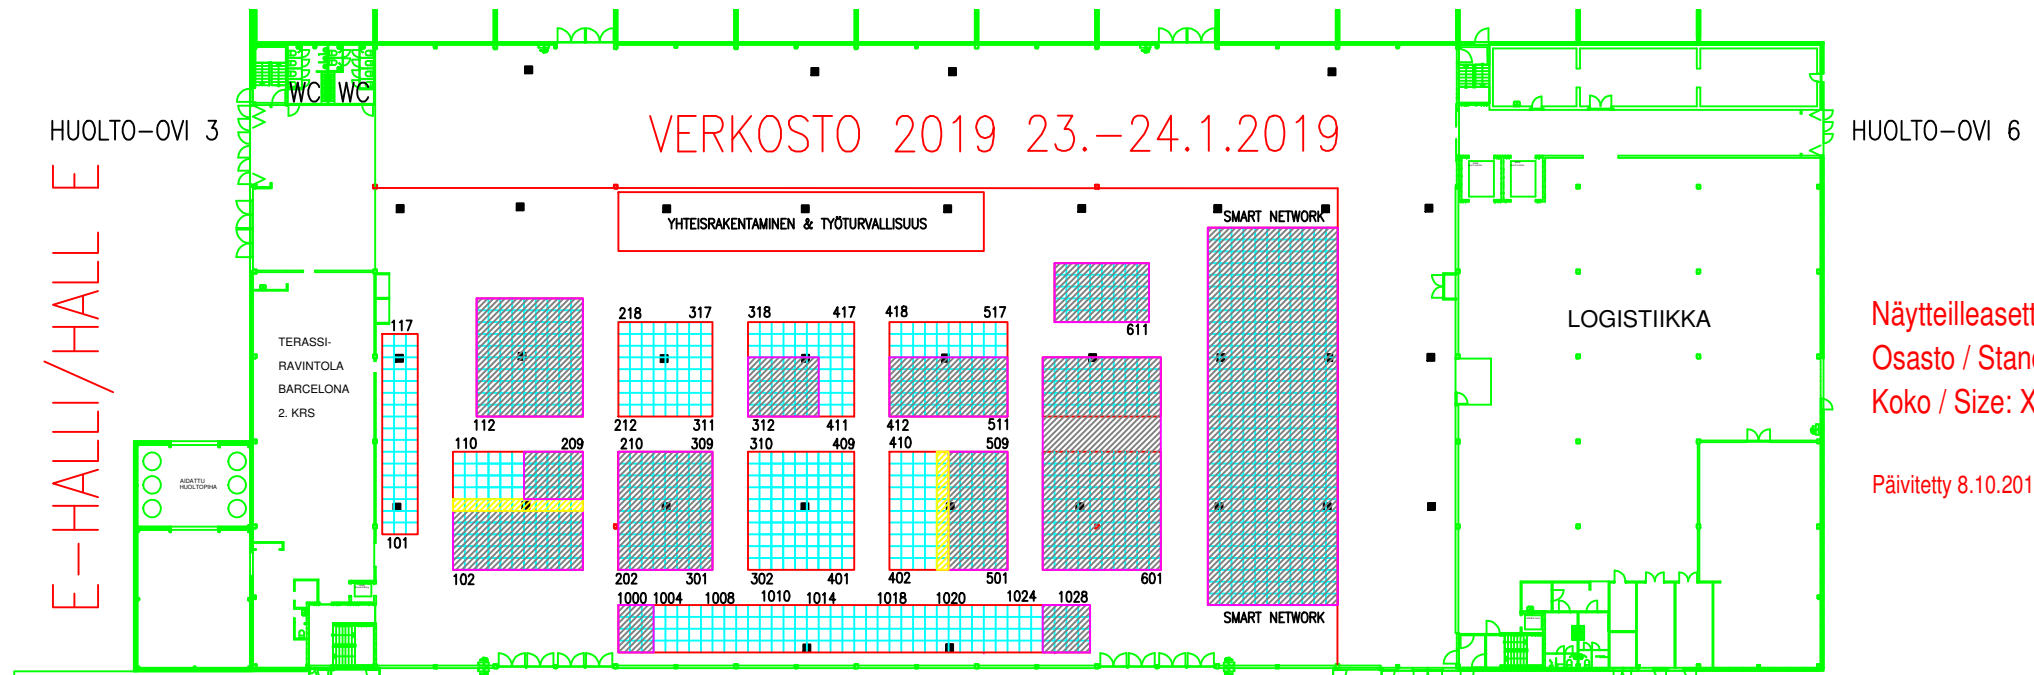 WC WC
HUOLTO-OVI 3
VERKOSTO 2019 23.-24.1.2019
HUOLTO-OVI 6
E-HALLI/HALL E
YHTEISRAKENTAMINEN & TYÖTURVALLISUUS
SMART NETWORK
LOGISTIIKKA
Näytteilleasett
Osasto / Stand
Koko / Size: X
Päivitetty 8.10.201
TERASSI-
RAVINTOLA
BARCELONA
2. KRS
AIDATTU
HUOLTOPIHA
117
218 317 318 417 418 517
611
112 212 311 312 411 412 511
110 209 210 309 310 409 410 509
101
102 202 301 302 401 402 501 601
1000 1004 1008 1010 1014 1018 1020 1024 1028
SMART NETWORK